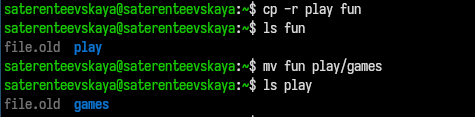 saterenteevskaya@saterenteevskaya:~$ cp -r play fun
saterenteevskaya@saterenteevskaya:~$ ls fun
file.old  play
saterenteevskaya@saterenteevskaya:~$ mv fun play/games
saterenteevskaya@saterenteevskaya:~$ ls play
file.old  games